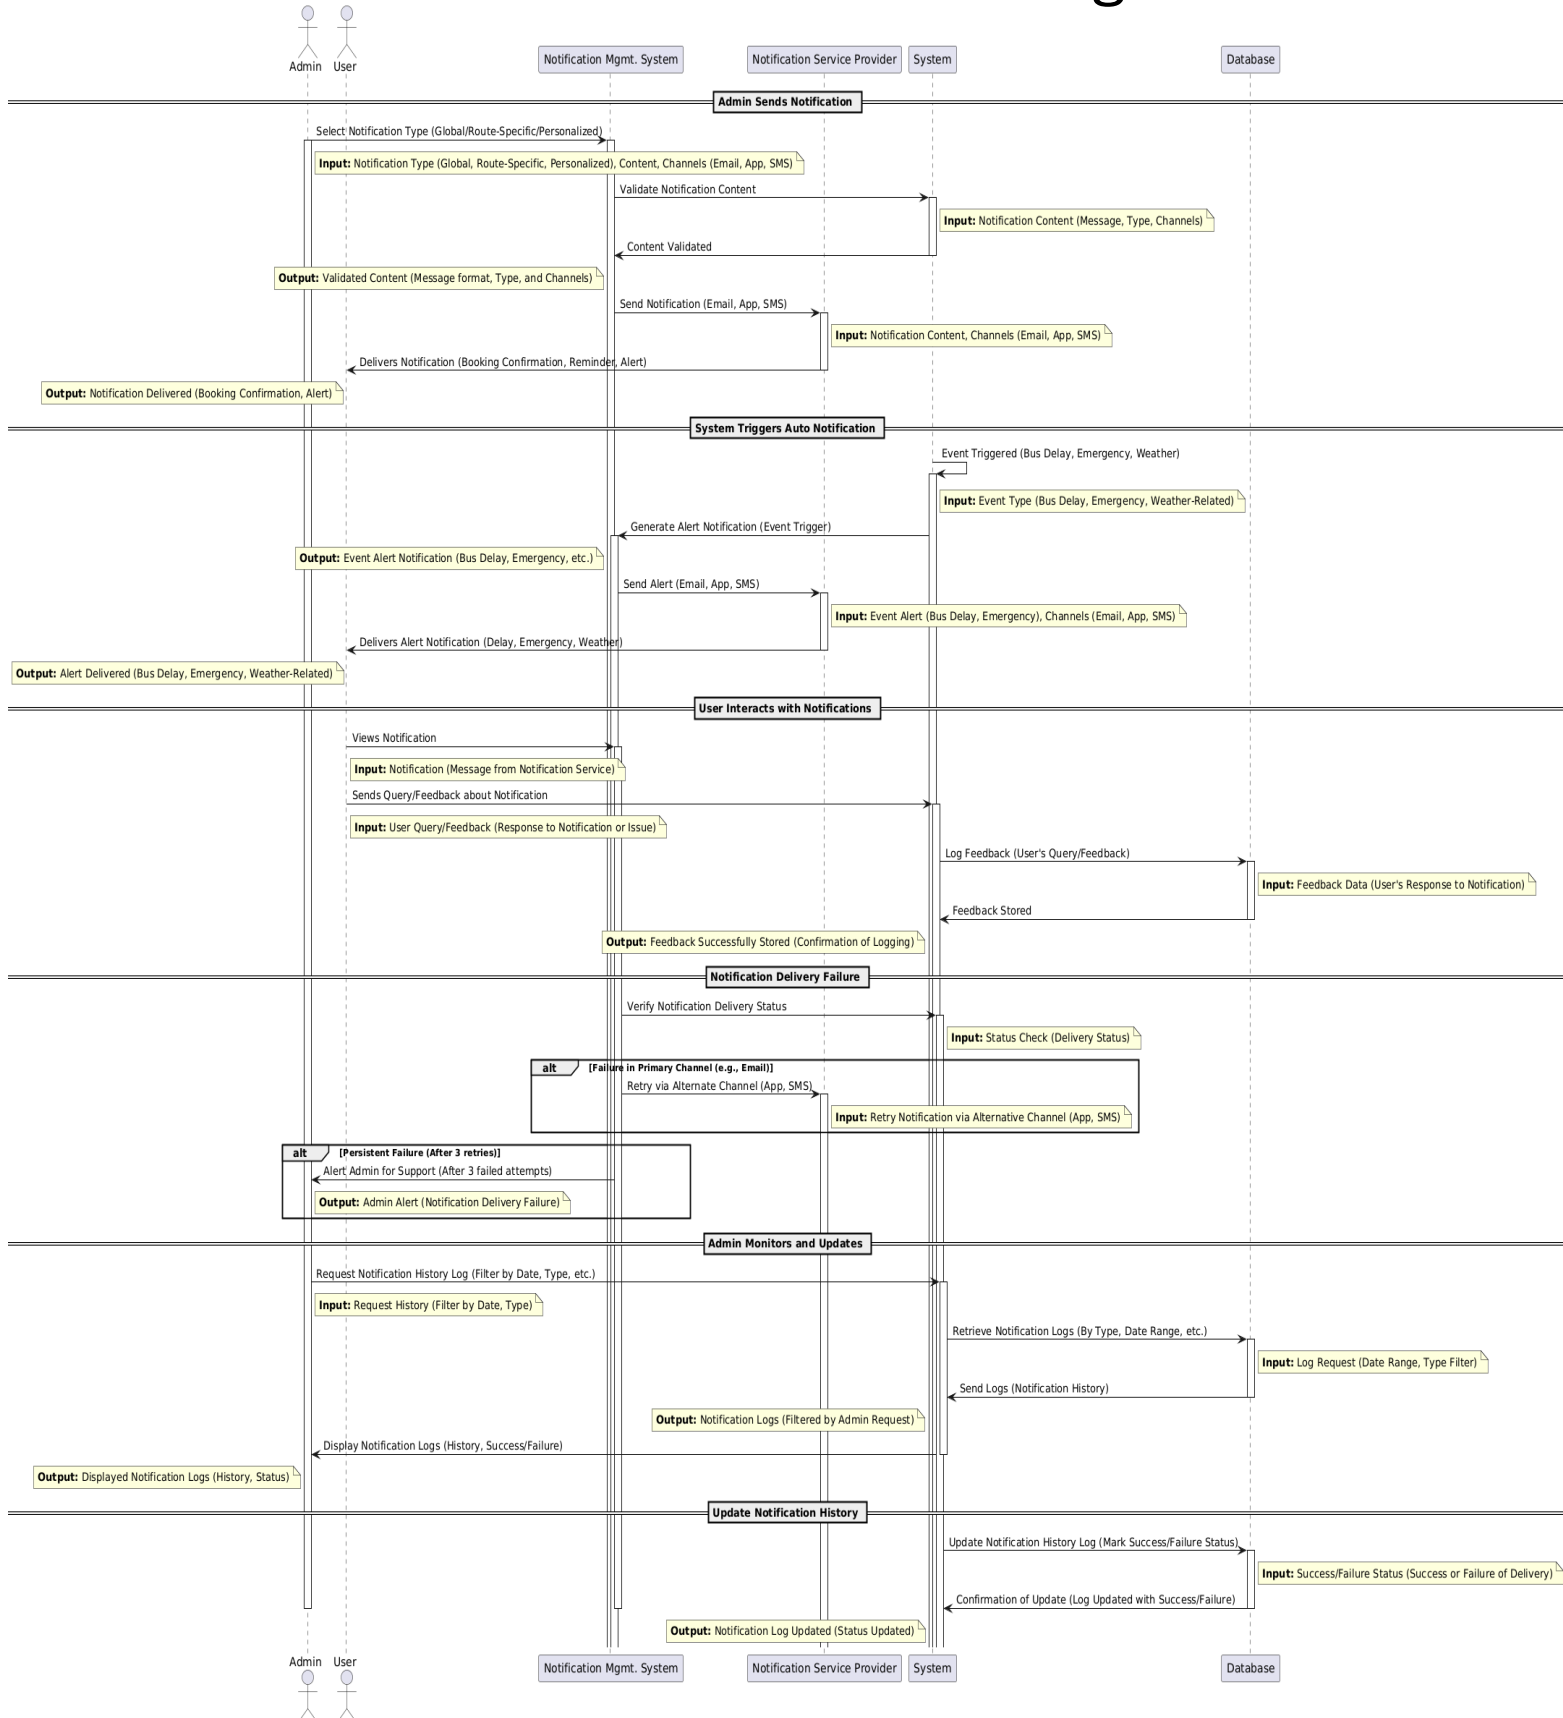 g
Admin User Notification Mgmt. System Notification Service Provider System Database
Admin Sends Notification
Select Notification Type (Global/Route-Specific/Personalized)
Input: Notification Type (Global, Route-Specific, Personalized), Content, Channels (Email, App, SMS)
Validate Notification Content
Input: Notification Content (Message, Type, Channels)
Content Validated
Output: Validated Content (Message format, Type, and Channels)
Send Notification (Email, App, SMS)
Input: Notification Content, Channels (Email, App, SMS)
Delivers Notification (Booking Confirmation, Reminder, Alert)
Output: Notification Delivered (Booking Confirmation, Alert)
System Triggers Auto Notification
Event Triggered (Bus Delay, Emergency, Weather)
Input: Event Type (Bus Delay, Emergency, Weather-Related)
Generate Alert Notification (Event Trigger)
Output: Event Alert Notification (Bus Delay, Emergency, etc.)
Send Alert (Email, App, SMS)
Input: Event Alert (Bus Delay, Emergency), Channels (Email, App, SMS)
Delivers Alert Notification (Delay, Emergency, Weather)
Output: Alert Delivered (Bus Delay, Emergency, Weather-Related)
User Interacts with Notifications
Views Notification
Input: Notification (Message from Notification Service)
Sends Query/Feedback about Notification
Input: User Query/Feedback (Response to Notification or Issue)
Log Feedback (User's Query/Feedback)
Input: Feedback Data (User's Response to Notification)
Feedback Stored
Output: Feedback Successfully Stored (Confirmation of Logging)
Notification Delivery Failure
Verify Notification Delivery Status
Input: Status Check (Delivery Status)
alt [Failure in Primary Channel (e.g., Email)]
Retry via Alternate Channel (App, SMS)
Input: Retry Notification via Alternative Channel (App, SMS)
alt [Persistent Failure (After 3 retries)]
Alert Admin for Support (After 3 failed attempts)
Output: Admin Alert (Notification Delivery Failure)
Admin Monitors and Updates
Request Notification History Log (Filter by Date, Type, etc.)
Input: Request History (Filter by Date, Type)
Retrieve Notification Logs (By Type, Date Range, etc.)
Input: Log Request (Date Range, Type Filter)
Send Logs (Notification History)
Output: Notification Logs (Filtered by Admin Request)
Display Notification Logs (History, Success/Failure)
Output: Displayed Notification Logs (History, Status)
Update Notification History
Update Notification History Log (Mark Success/Failure Status)
Input: Success/Failure Status (Success or Failure of Delivery)
Confirmation of Update (Log Updated with Success/Failure)
Output: Notification Log Updated (Status Updated)
Admin User Notification Mgmt. System Notification Service Provider System Database